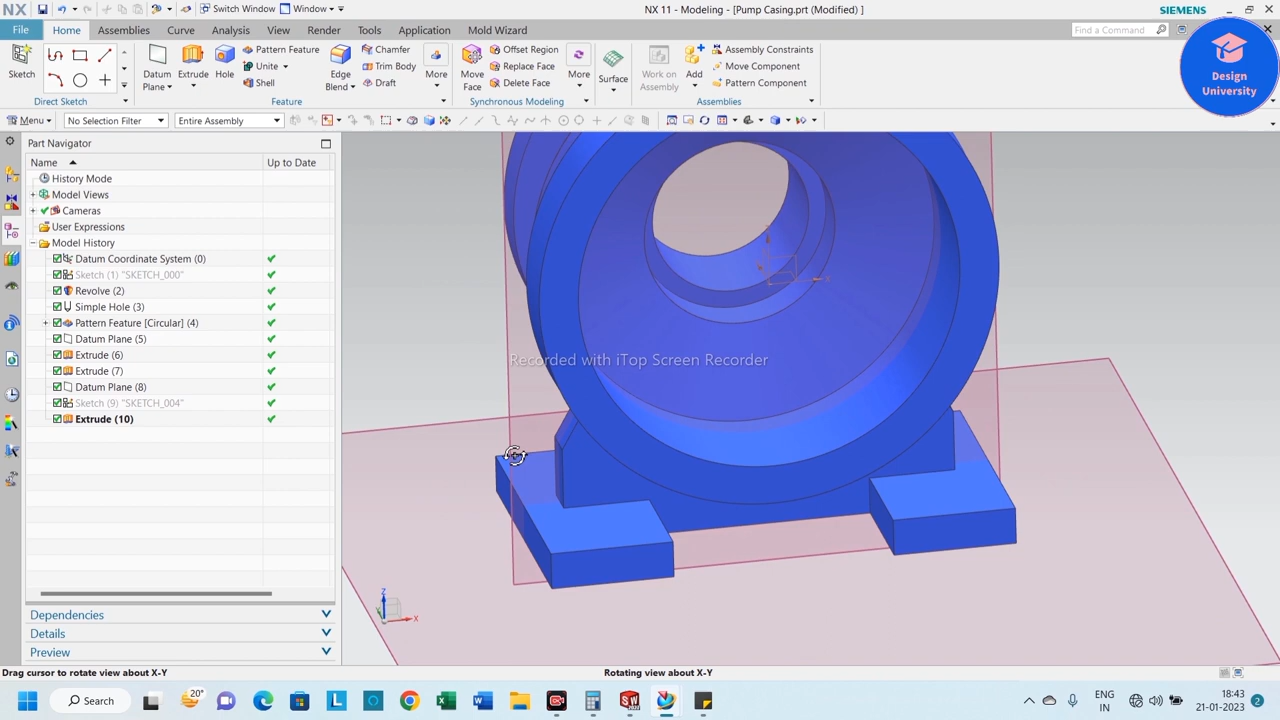 NX
Switch Window
Window
NX 11 - Modeling - [Pump Casing.prt (Modified) ]
SIEMENS
File
Home
Assemblies
Curve
Analysis
View
Render
Tools
Application
Mold Wizard
Find a Command
Sketch
Datum Plane
Extrude
Hole
Pattern Feature
Unite
Shell
Edge Blend
Chamfer
Trim Body
Draft
More
Move Face
Offset Region
Replace Face
Delete Face
More
Surface
Work on Assembly
Add
Assembly Constraints
Move Component
Pattern Component
Direct Sketch
Feature
Synchronous Modeling
Assemblies
Design
University
Menu
No Selection Filter
Entire Assembly
Part Navigator
Name
Up to Date
History Mode
Model Views
Cameras
User Expressions
Model History
Datum Coordinate System (0)
Sketch (1) "SKETCH_000"
Revolve (2)
Simple Hole (3)
Pattern Feature [Circular] (4)
Datum Plane (5)
Extrude (6)
Extrude (7)
Datum Plane (8)
Sketch (9) "SKETCH_004"
Extrude (10)
Dependencies
Details
Preview
Recorded with iTop Screen Recorder
Z
X
Drag cursor to rotate view about X-Y
Rotating view about X-Y
Search
20°
ENG
IN
18:43
21-01-2023
2